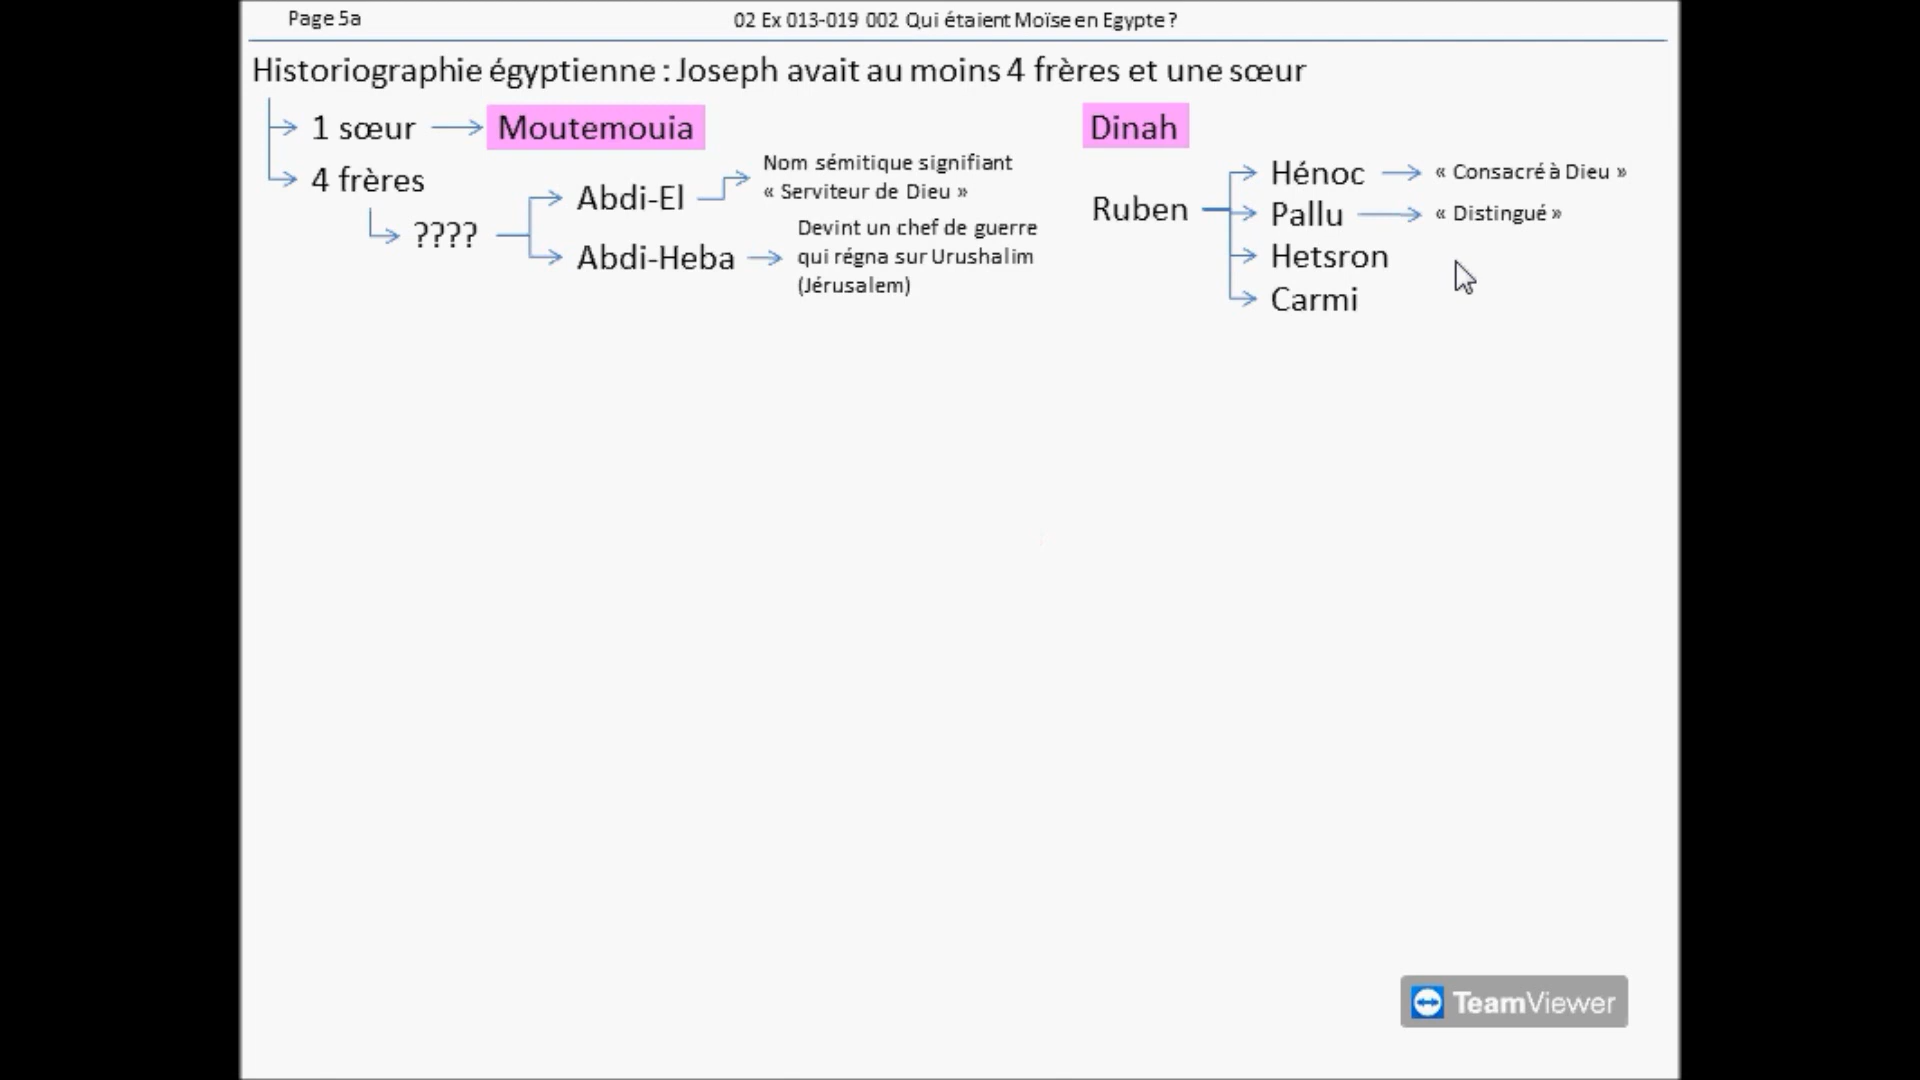 Page 5a
02 Ex 013-019 002 Qui étaient Moïse en Egypte ?
Historiographie égyptienne : Joseph avait au moins 4 frères et une sœur
1 sœur
Moutemouia
4 frères
????
Abdi-El
Nom sémitique signifiant
« Serviteur de Dieu »
Abdi-Heba
Devint un chef de guerre
qui régna sur Urushalim
(Jérusalem)
Dinah
Ruben
Hénoc
« Consacré à Dieu »
Pallu
« Distingué »
Hetsron
Carmi
TeamViewer